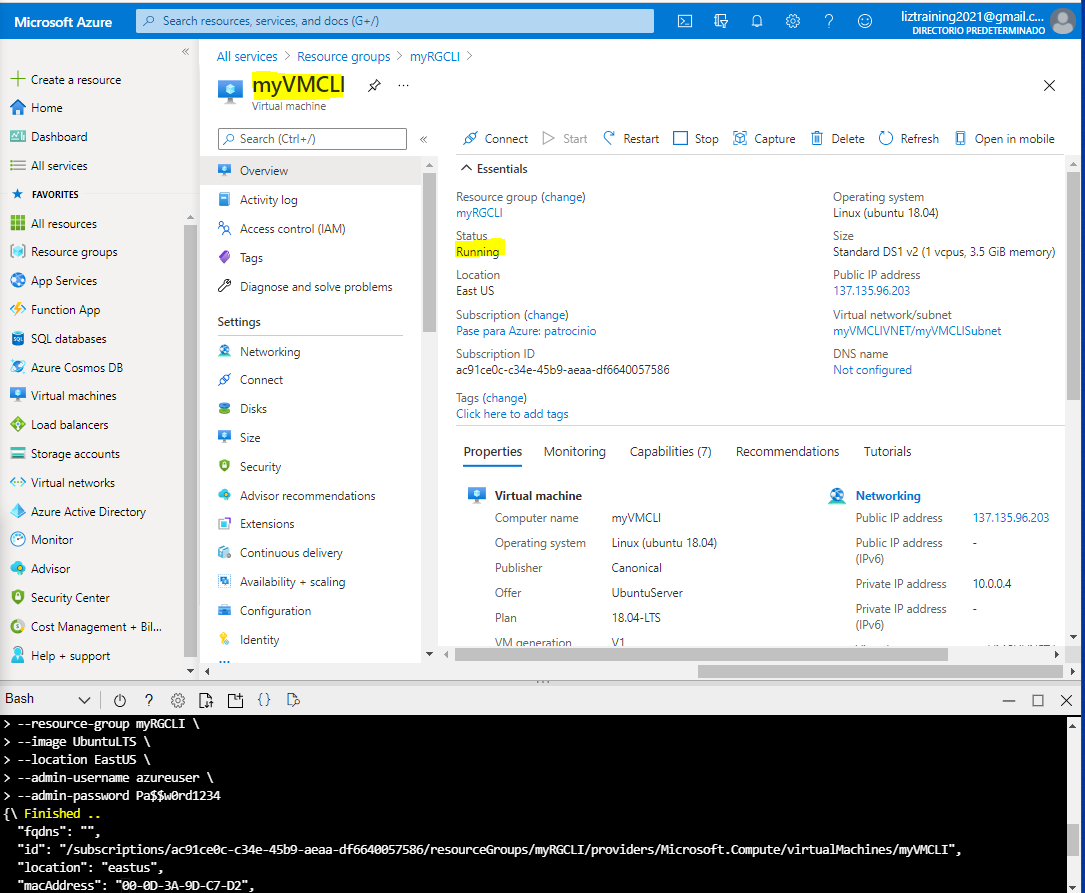 Microsoft Azure
Search resources, services, and docs (G+/)
liztraining2021@gmail.c...
DIRECTORIO PREDETERMINADO
Create a resource
Home
Dashboard
All services
FAVORITES
All resources
Resource groups
App Services
Function App
SQL databases
Azure Cosmos DB
Virtual machines
Load balancers
Storage accounts
Virtual networks
Azure Active Directory
Monitor
Advisor
Security Center
Cost Management + Bil...
Help + support
All services > Resource groups > myRGCLI >
myVMCLI
Virtual machine
Search (Ctrl+/)
Overview
Activity log
Access control (IAM)
Tags
Diagnose and solve problems
Settings
Networking
Connect
Disks
Size
Security
Advisor recommendations
Extensions
Continuous delivery
Availability + scaling
Configuration
Identity
Connect Start Restart Stop Capture Delete Refresh Open in mobile
Essentials
Resource group (change)
myRGCLI
Status
Running
Location
East US
Subscription (change)
Pase para Azure: patrocinio
Subscription ID
ac91ce0c-c34e-45b9-aeaa-df6640057586
Tags (change)
Click here to add tags
Operating system
Linux (ubuntu 18.04)
Size
Standard DS1 v2 (1 vcpus, 3.5 GiB memory)
Public IP address
137.135.96.203
Virtual network/subnet
myVMCLIVNET/myVMCLISubnet
DNS name
Not configured
Properties Monitoring Capabilities (7) Recommendations Tutorials
Virtual machine
Computer name myVMCLI
Operating system Linux (ubuntu 18.04)
Publisher Canonical
Offer UbuntuServer
Plan 18.04-LTS
VM generation V1
Networking
Public IP address 137.135.96.203
Public IP address
(IPv6) -
Private IP address 10.0.0.4
Private IP address
(IPv6) -
Bash
> --resource-group myRGCLI \
> --image UbuntuLTS \
> --location EastUS \
> --admin-username azureuser \
> --admin-password Pa$$w0rd1234
{\ Finished ..
"fqdns": "",
"id": "/subscriptions/ac91ce0c-c34e-45b9-aeaa-df6640057586/resourceGroups/myRGCLI/providers/Microsoft.Compute/virtualMachines/myVMCLI",
"location": "eastus",
"macAddress": "00-0D-3A-9D-C7-D2",